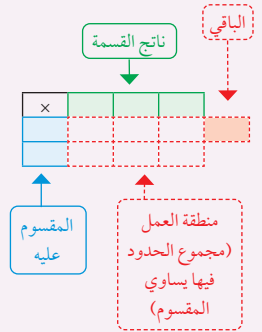 الباقي
ناتج القسمة
×
المقسوم
عليه
منطقة العمل
(مجموع الحدود
فيها يساوي
المقسوم)